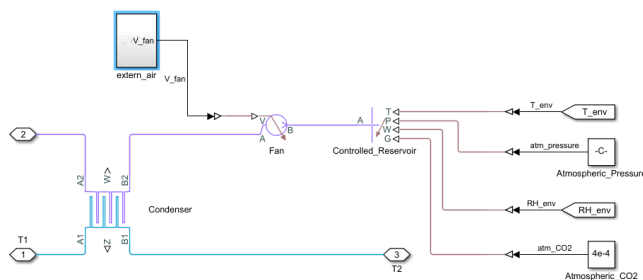 V_fan
extern_air
V_fan
T_env
T_env
T
P
W
G
A
V
A
B
Fan
Controlled_Reservoir
atm_pressure
-C-
Atmospheric_Pressure
2
A2
W>
B2
RH_env
RH_env
Condenser
T1
1
A1
<Z
B1
3
T2
atm_CO2
4e-4
Atmospheric_CO2